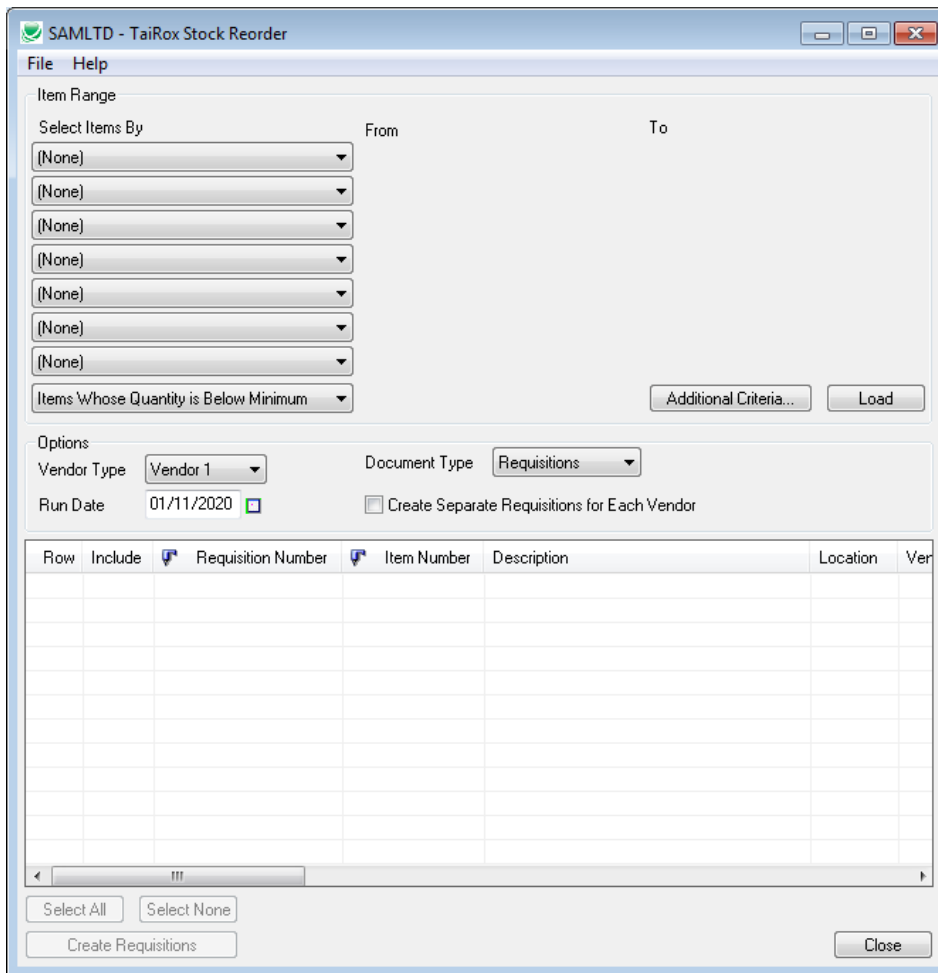 SAMLTD - TaiRox Stock Reorder
File Help
Item Range
Select Items By From To
(None)
(None)
(None)
(None)
(None)
(None)
(None)
Items Whose Quantity is Below Minimum Additional Criteria... Load
Options
Vendor Type Vendor 1 Document Type Requisitions
Run Date 01/11/2020 Create Separate Requisitions for Each Vendor
Row Include Requisition Number Item Number Description Location Ver
Select All Select None
Create Requisitions Close